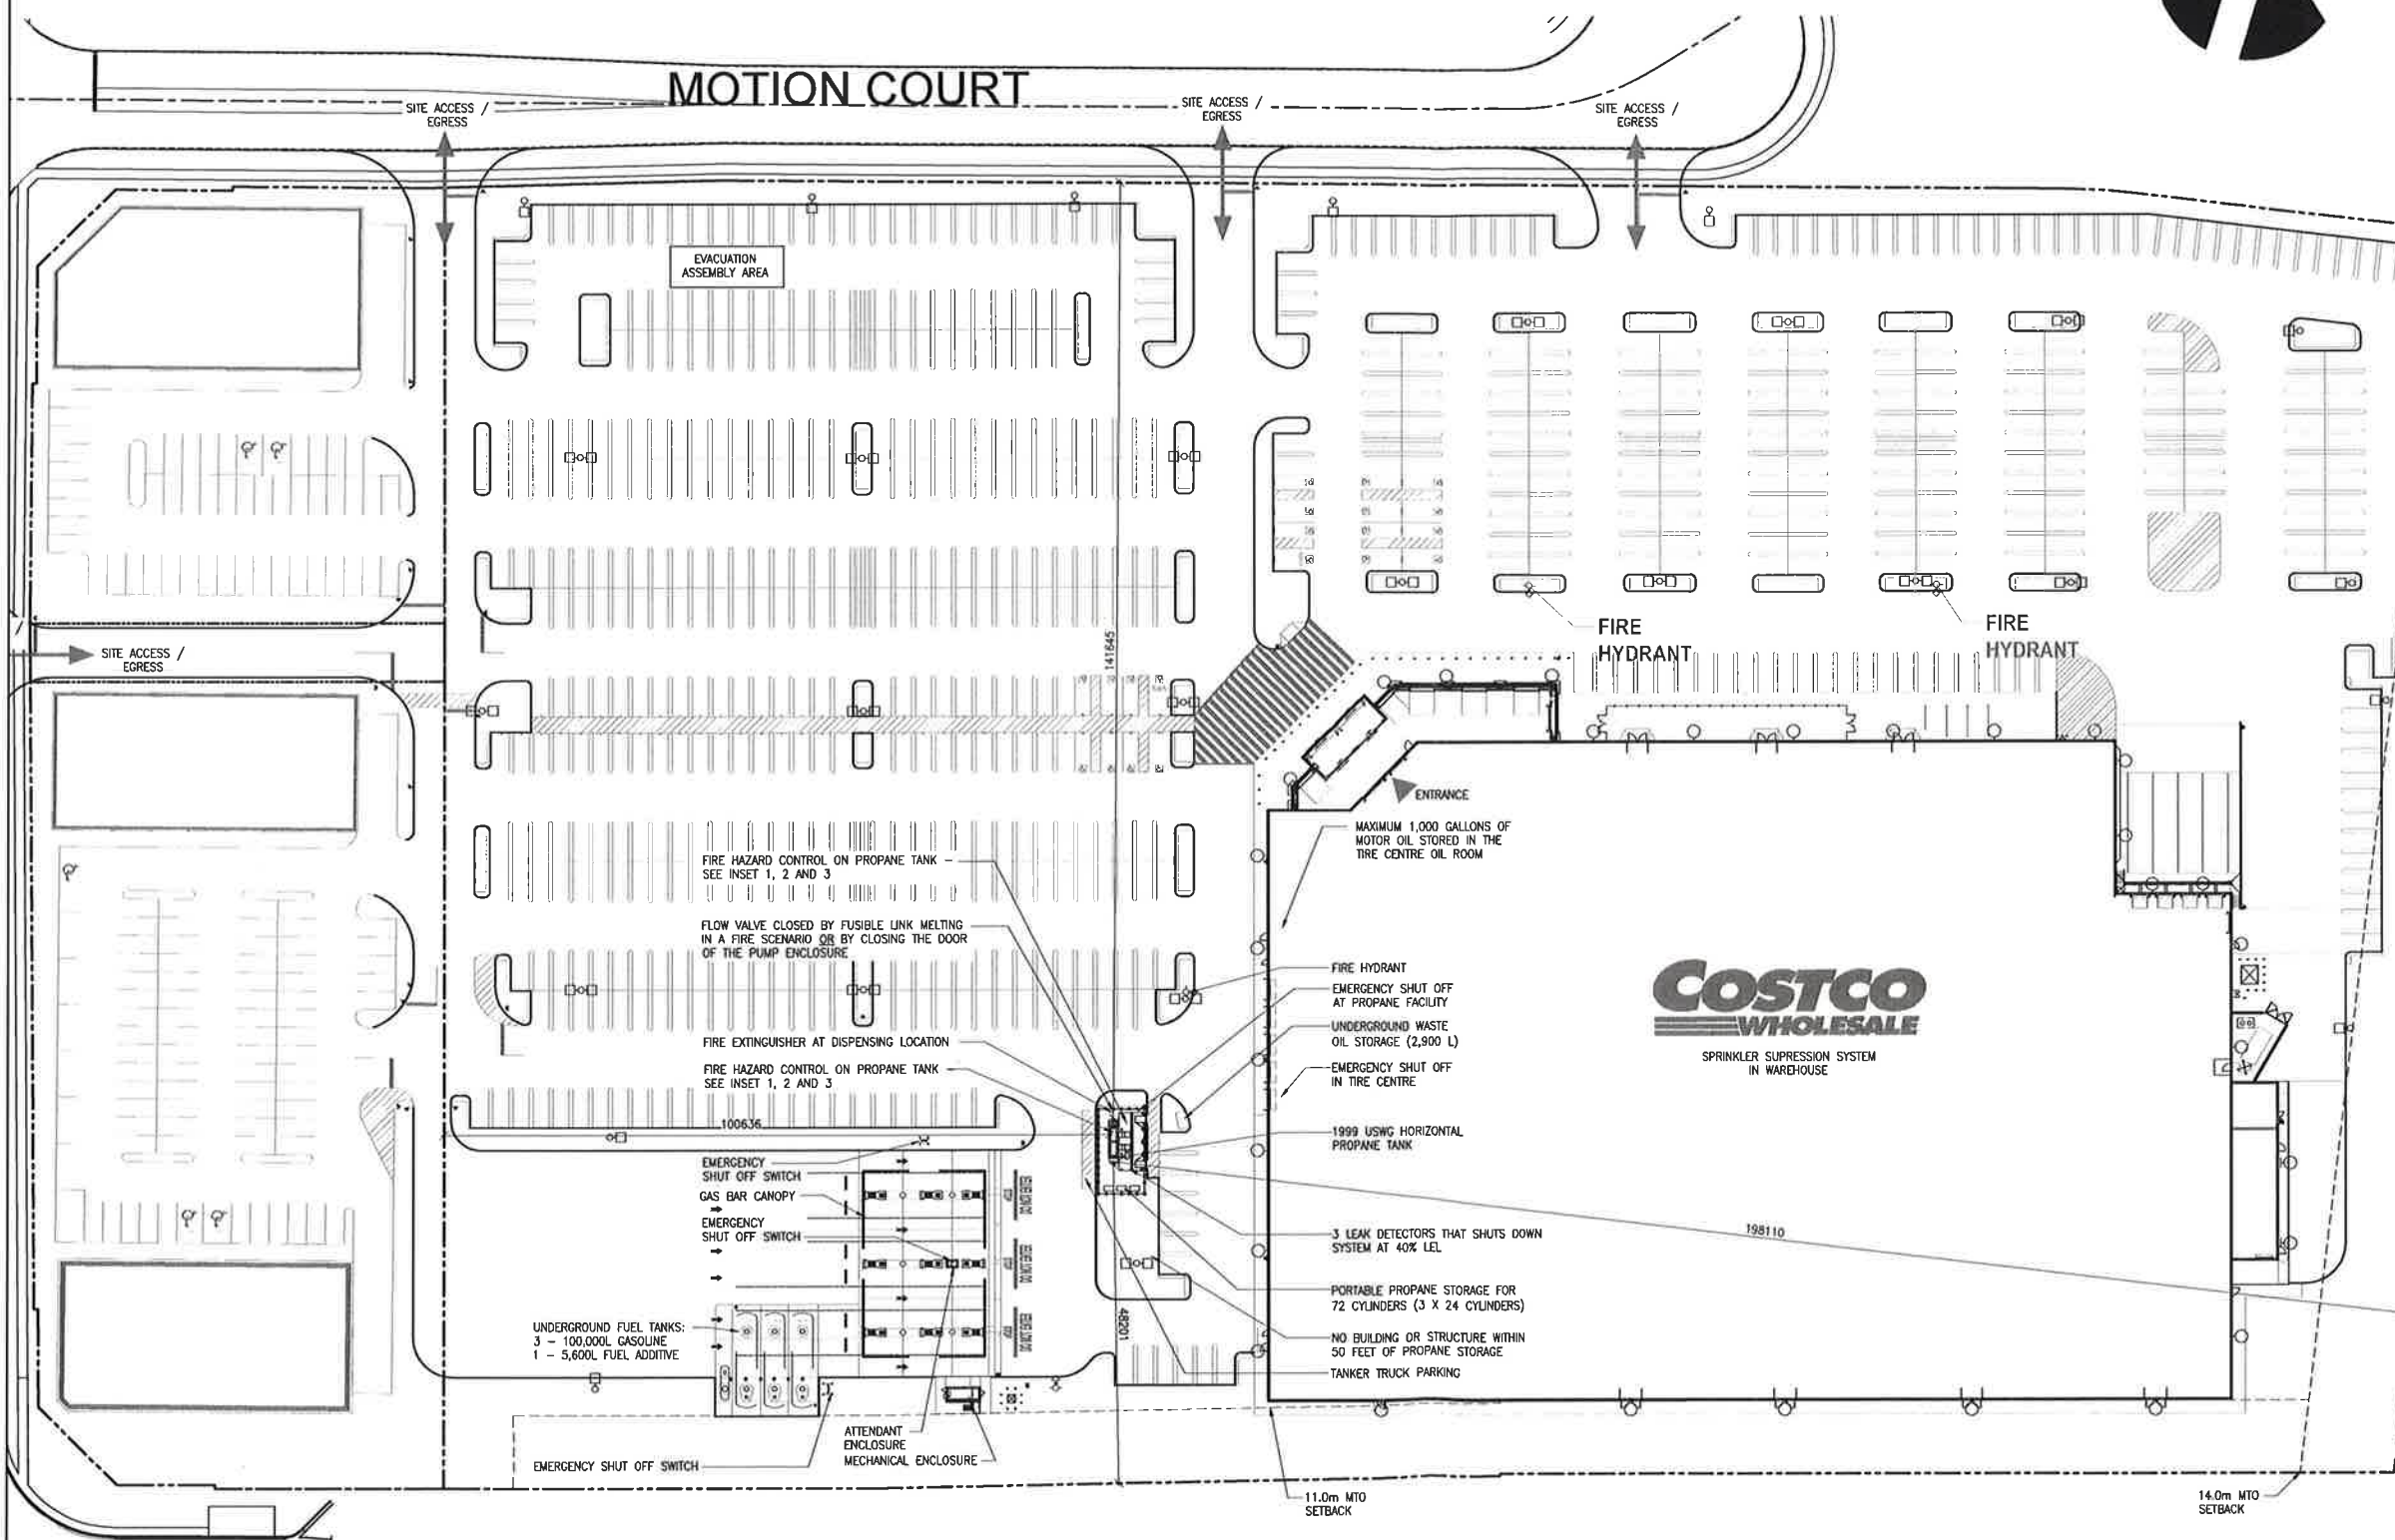 MOTION COURT
SITE ACCESS /
EGRESS
SITE ACCESS /
EGRESS
SITE ACCESS /
EGRESS
EVACUATION
ASSEMBLY AREA
FIRE
HYDRANT
FIRE
HYDRANT
141645
SITE ACCESS /
EGRESS
ENTRANCE
MAXIMUM 1,000 GALLONS OF
MOTOR OIL STORED IN THE
TIRE CENTRE OIL ROOM
FIRE HAZARD CONTROL ON PROPANE TANK -
SEE INSET 1, 2 AND 3
FLOW VALVE CLOSED BY FUSIBLE LINK MELTING
IN A FIRE SCENARIO OR BY CLOSING THE DOOR
OF THE PUMP ENCLOSURE
FIRE EXTINGUISHER AT DISPENSING LOCATION
FIRE HAZARD CONTROL ON PROPANE TANK
SEE INSET 1, 2 AND 3
FIRE HYDRANT
EMERGENCY SHUT OFF
AT PROPANE FACILITY
UNDERGROUND WASTE
OIL STORAGE (2,900 L)
EMERGENCY SHUT OFF
IN TIRE CENTRE
1999 USWG HORIZONTAL
PROPANE TANK
COSTCO
WHOLESALE
SPRINKLER SUPRESSION SYSTEM
IN WAREHOUSE
100636
EMERGENCY
SHUT OFF SWITCH
GAS BAR CANOPY
EMERGENCY
SHUT OFF SWITCH
198110
3 LEAK DETECTORS THAT SHUTS DOWN
SYSTEM AT 40% LEL
PORTABLE PROPANE STORAGE FOR
72 CYLINDERS (3 X 24 CYLINDERS)
NO BUILDING OR STRUCTURE WITHIN
50 FEET OF PROPANE STORAGE
TANKER TRUCK PARKING
48201
UNDERGROUND FUEL TANKS:
3 - 100,000L GASOLINE
1 - 5,600L FUEL ADDITIVE
ATTENDANT
ENCLOSURE
MECHANICAL ENCLOSURE
EMERGENCY SHUT OFF SWITCH
11.0m MTO
SETBACK
14.0m MTO
SETBACK